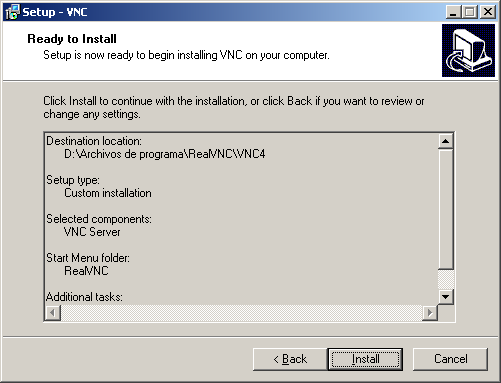 Setup - VNC
Ready to Install
Setup is now ready to begin installing VNC on your computer.
Click Install to continue with the installation, or click Back if you want to review or
change any settings.
Destination location:
D:\Archivos de programa\RealVNC\VNC4
Setup type:
Custom installation
Selected components:
VNC Server
Start Menu folder:
RealVNC
Additional tasks:
< Back
Install
Cancel